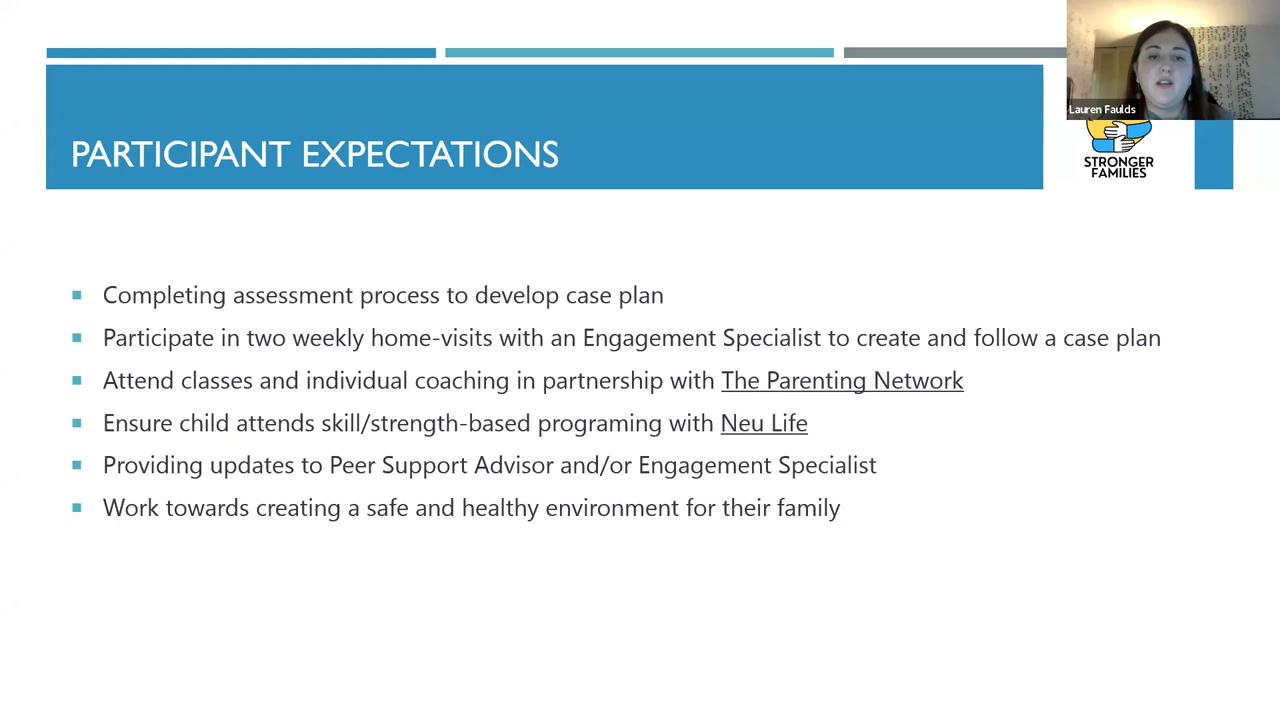 Lauren Faulds
PARTICIPANT EXPECTATIONS
STRONGER
FAMILIES
Completing assessment process to develop case plan
Participate in two weekly home-visits with an Engagement Specialist to create and follow a case plan
Attend classes and individual coaching in partnership with The Parenting Network
Ensure child attends skill/strength-based programing with Neu Life
Providing updates to Peer Support Advisor and/or Engagement Specialist
Work towards creating a safe and healthy environment for their family